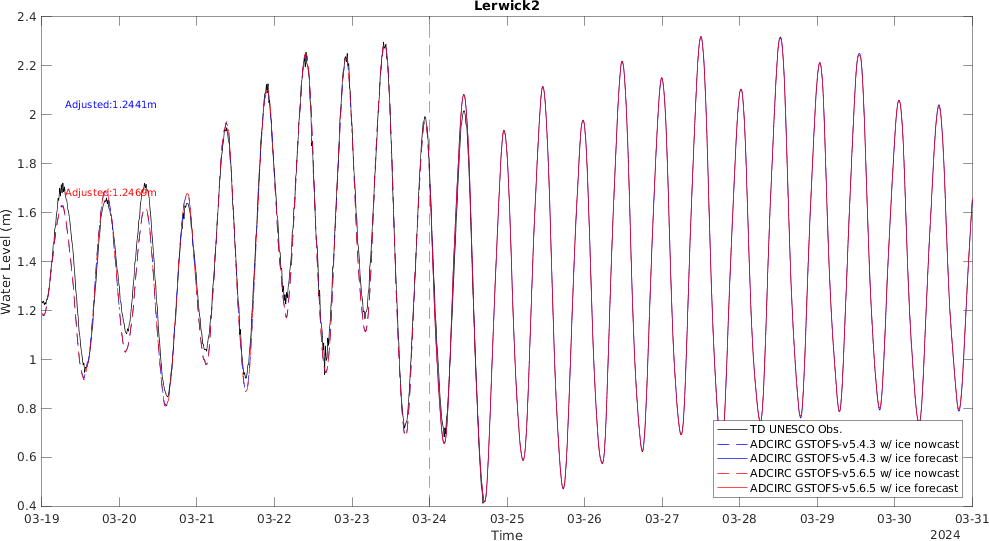 Lerwick2
2.4
2.2
2
1.8
1.6
1.4
1.2
1
0.8
0.6
0.4
Water Level (m)
Adjusted:1.2441m
Adjusted:1.2469m
TD UNESCO Obs.
ADCIRC GSTOFS-v5.4.3 w/ ice nowcast
ADCIRC GSTOFS-v5.4.3 w/ ice forecast
ADCIRC GSTOFS-v5.6.5 w/ ice nowcast
ADCIRC GSTOFS-v5.6.5 w/ ice forecast
03-19 03-20 03-21 03-22 03-23 03-24 03-25 03-26 03-27 03-28 03-29 03-30 03-31
Time
2024